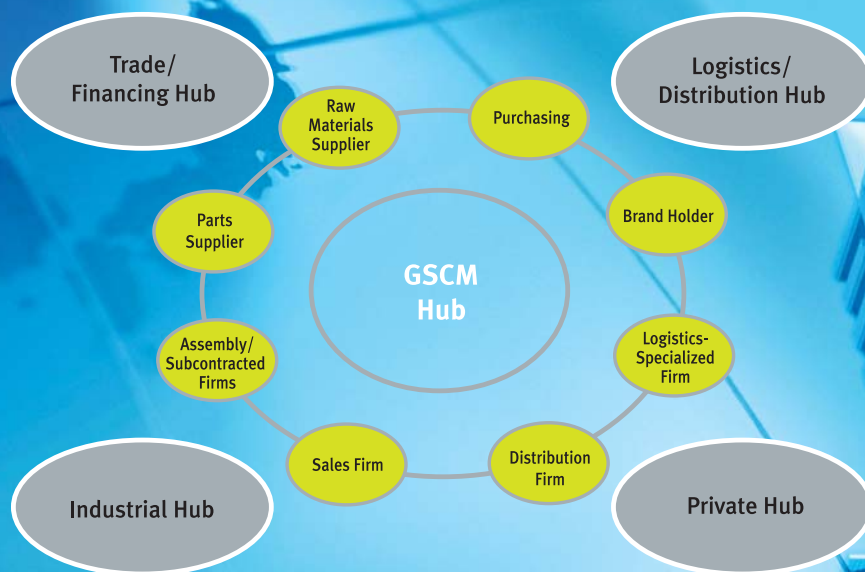 Trade/
Financing Hub
Logistics/
Distribution Hub
Raw
Materials
Supplier
Purchasing
Parts
Supplier
Brand Holder
GSCM
Hub
Assembly/
Subcontracted
Firms
Logistics-
Specialized
Firm
Sales Firm
Distribution
Firm
Industrial Hub
Private Hub